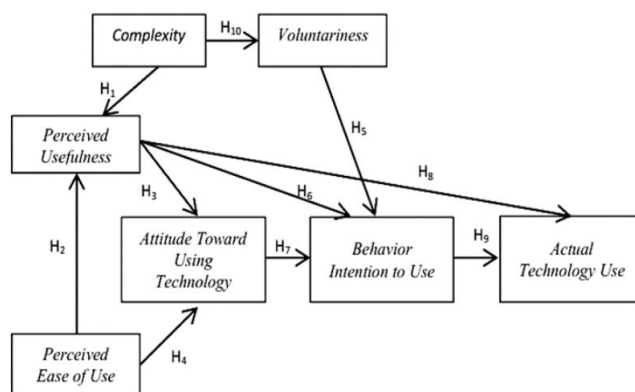 Complexity
H10
Voluntariness
H1
H5
Perceived
Usefulness
H8
H3
H6
H2
Attitude Toward
Using
Technology
H7
Behavior
Intention to Use
H9
Actual
Technology Use
Perceived
Ease of Use
H4